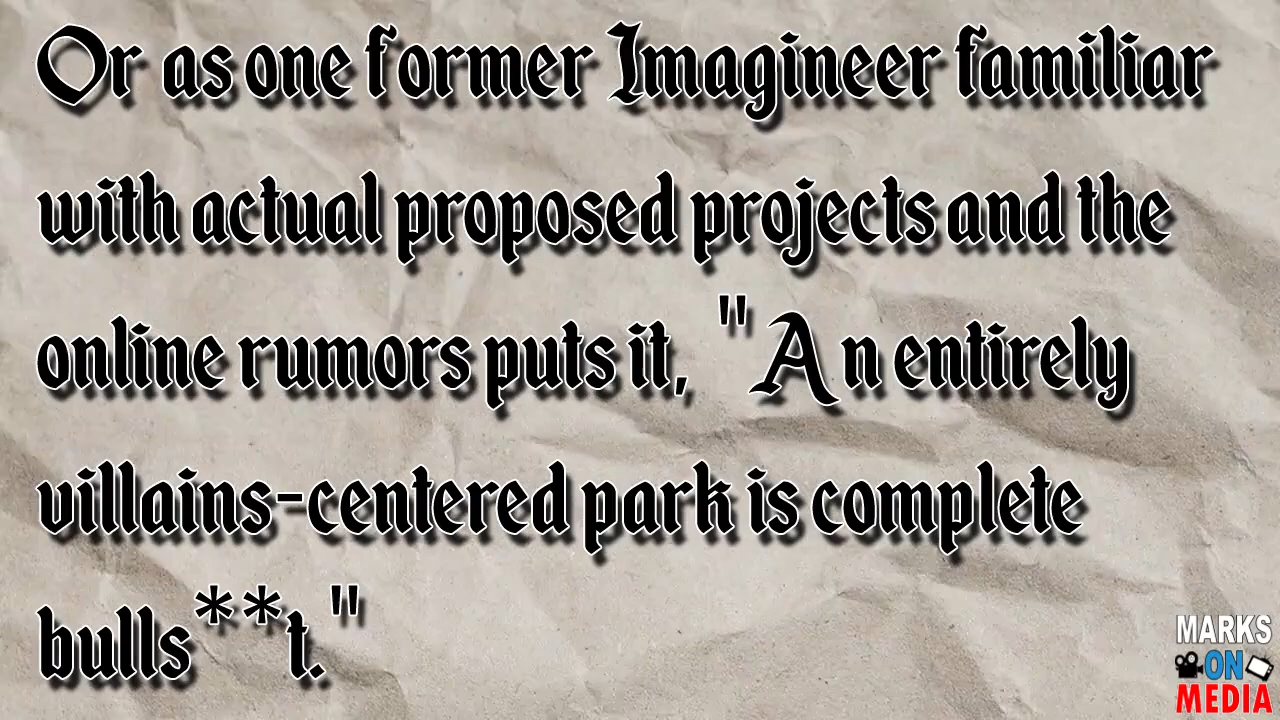 Or as one former Imagineer familiar
with actual proposed projects and the
online rumors puts it, "An entirely
villains-centered park is complete
bulls**t."
MARKS
ON
MEDIA